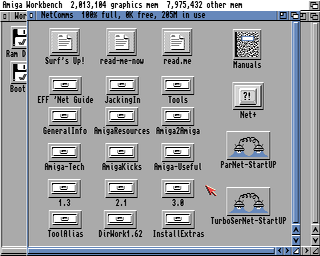 Amiga Workbench 2,013,104 graphics mem 7,975,432 other mem
Wor
NetComms 100% full, 0K free, 205M in use
Ram D
Boot
Surf's Up!
read-me-now
read.me
Manuals
EFF 'Net Guide
JackingIn
Tools
Net+
GeneralInfo
AmigaResources
Amiga2Amiga
Amiga-Tech
AmigaKicks
Amiga-Useful
ParNet-StartUP
1.3
2.1
3.0
TurboSerNet-StartUP
ToolAlias
DirWork1.62
InstallExtras